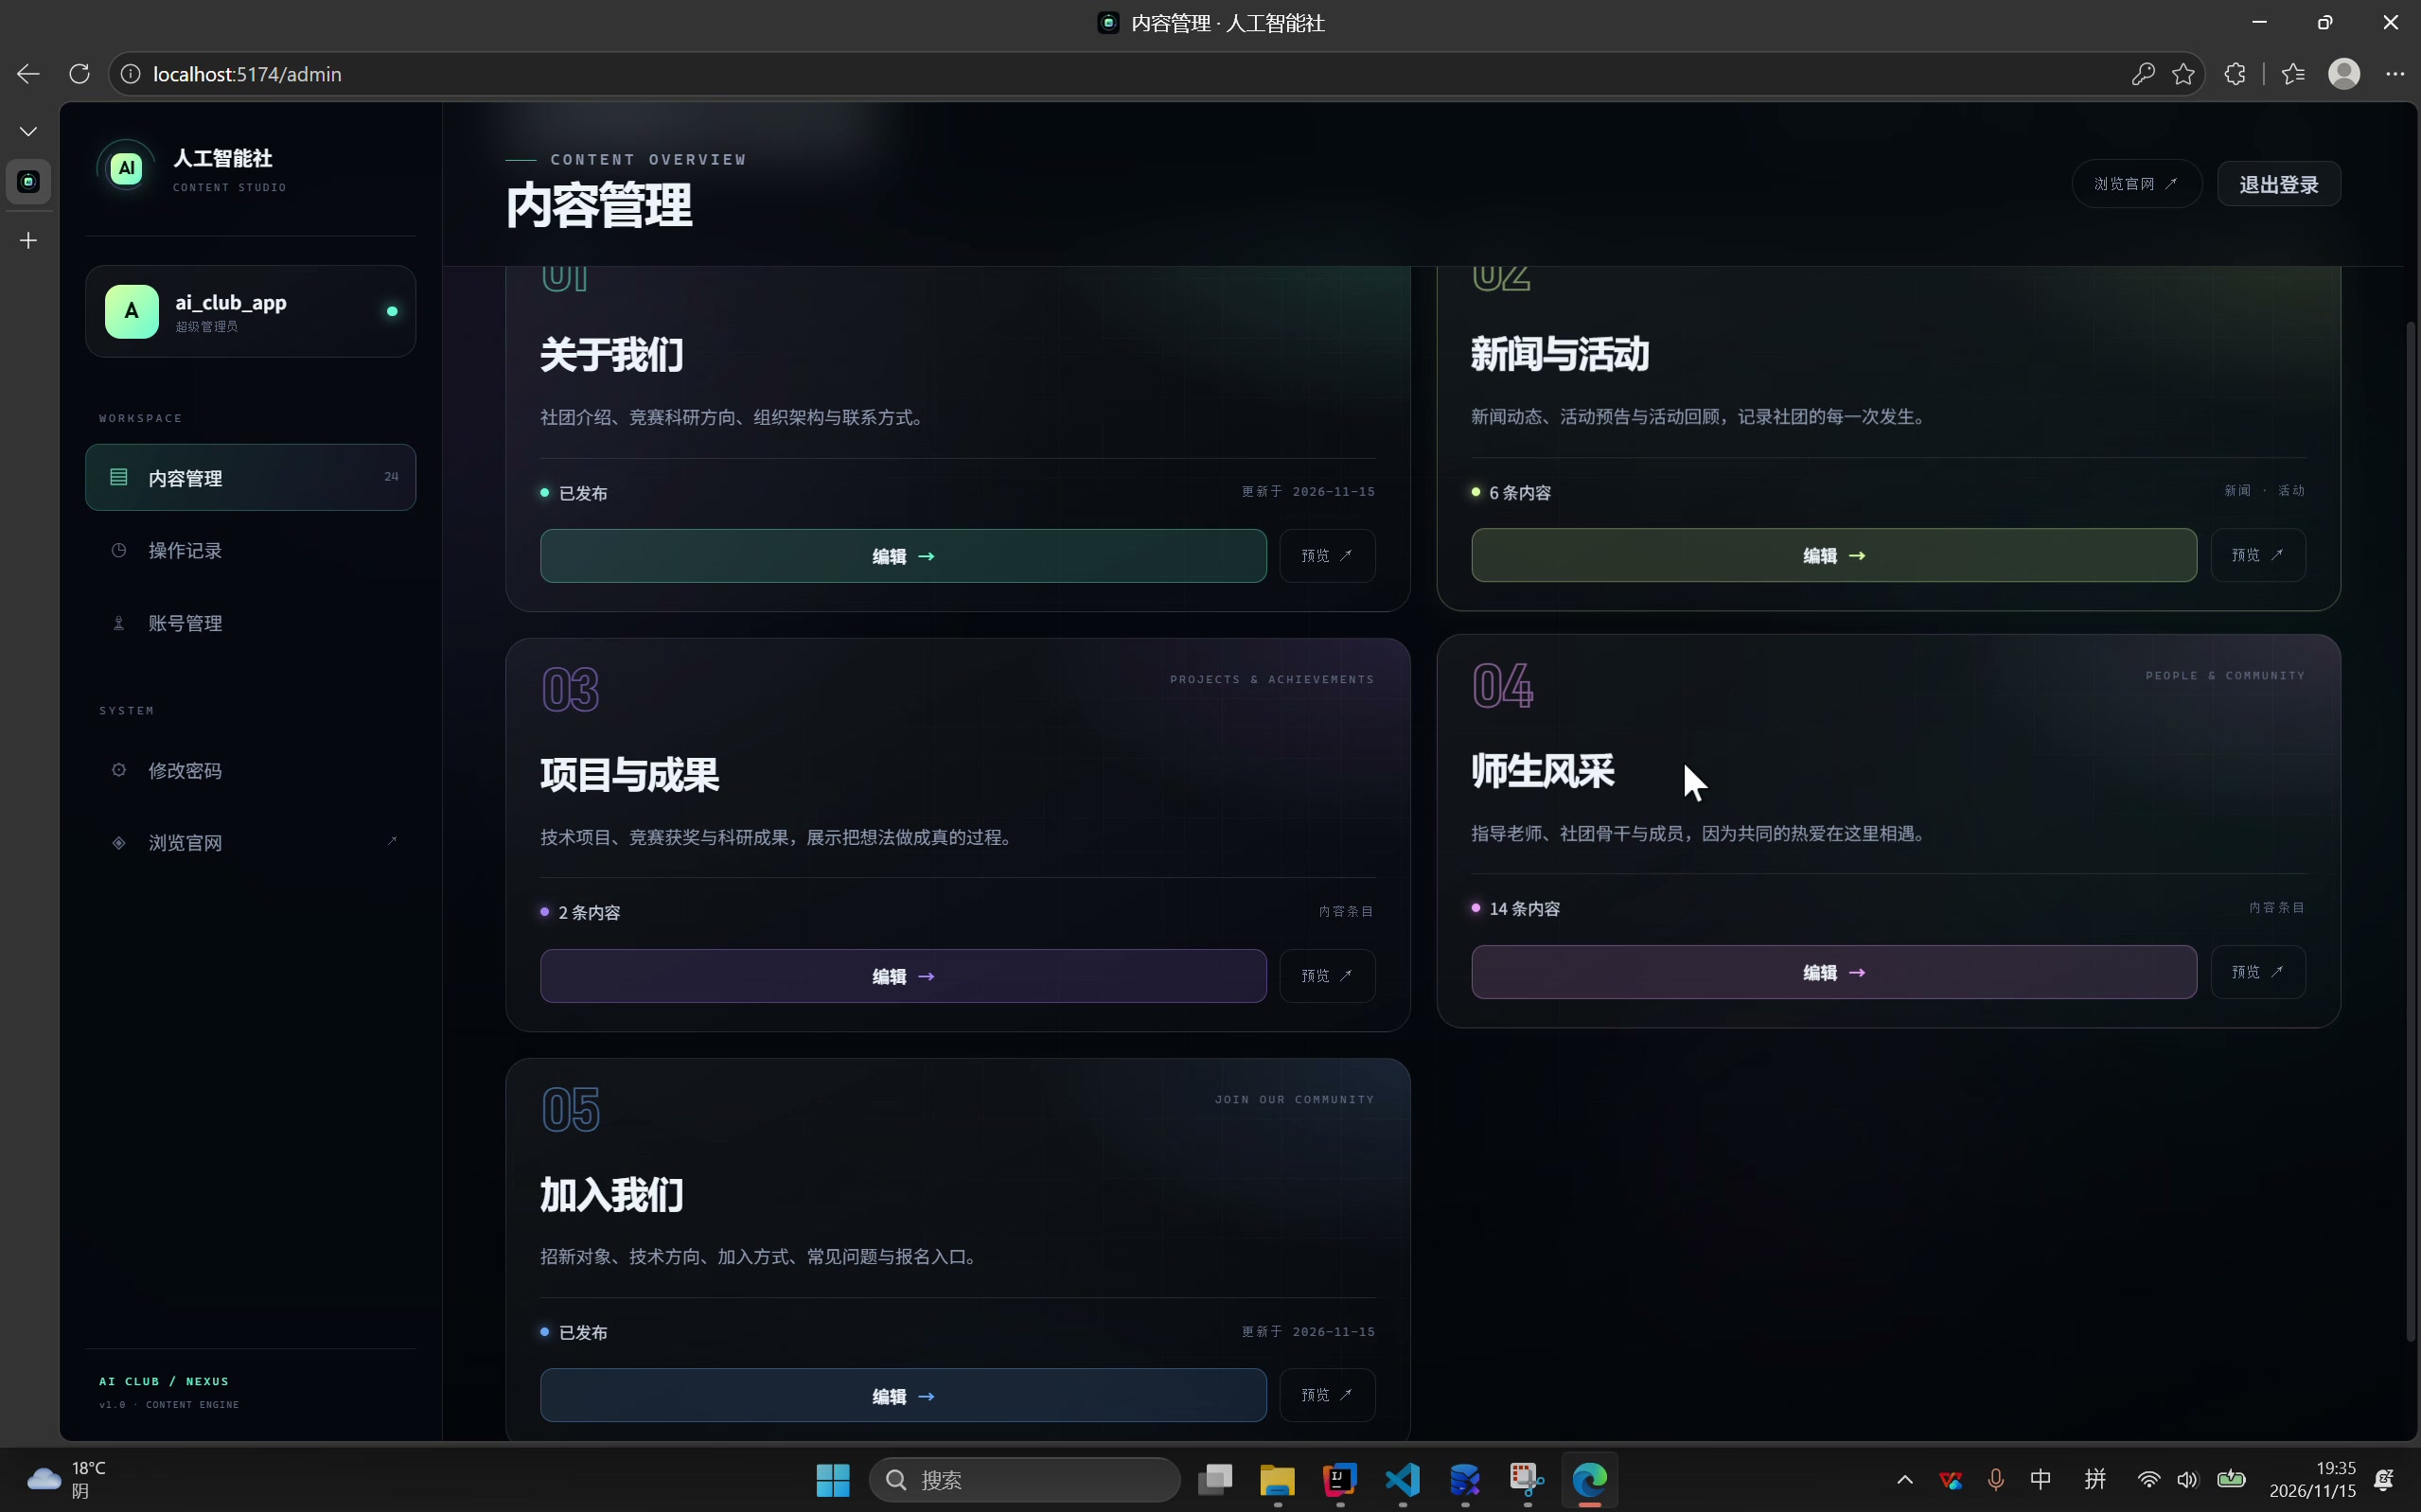 内容管理 · 人工智能社
localhost:5174/admin
AI
人工智能社
CONTENT STUDIO
A
ai_club_app
超级管理员
WORKSPACE
内容管理
24
操作记录
账号管理
SYSTEM
修改密码
浏览官网 ↗
AI CLUB / NEXUS
v1.0 · CONTENT ENGINE
CONTENT OVERVIEW
内容管理
浏览官网 ↗
退出登录
01
关于我们
社团介绍、竞赛科研方向、组织架构与联系方式。
已发布
更新于 2026-11-15
编辑 →
预览 ↗
02
新闻与活动
新闻动态、活动预告与活动回顾，记录社团的每一次发生。
6 条内容
新闻 · 活动
编辑 →
预览 ↗
03
PROJECTS & ACHIEVEMENTS
项目与成果
技术项目、竞赛获奖与科研成果，展示把想法做成真的过程。
2 条内容
内容条目
编辑 →
预览 ↗
04
PEOPLE & COMMUNITY
师生风采
指导老师、社团骨干与成员，因为共同的热爱在这里相遇。
14 条内容
内容条目
编辑 →
预览 ↗
05
JOIN OUR COMMUNITY
加入我们
招新对象、技术方向、加入方式、常见问题与报名入口。
已发布
更新于 2026-11-15
编辑 →
预览 ↗
18°C
阴
搜索
中
拼
19:35
2026/11/15